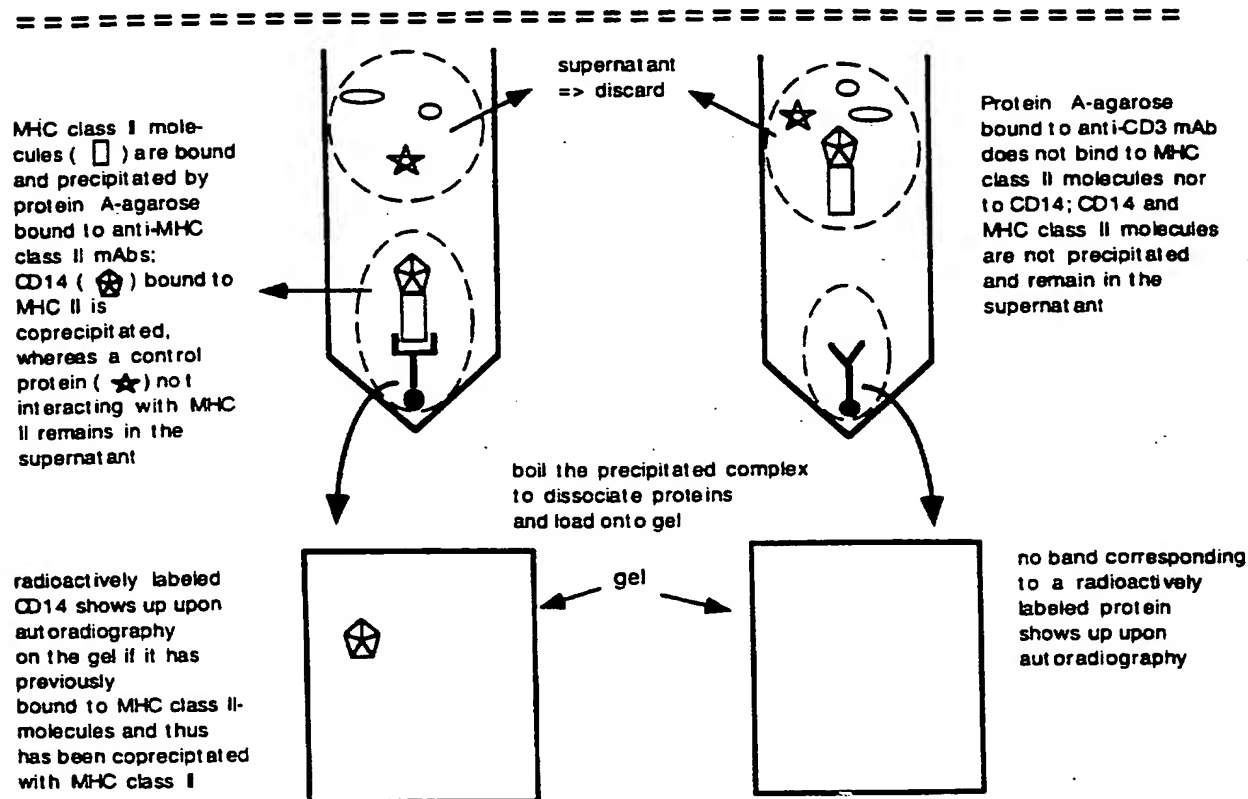 supernatant
=> discard
MHC class II mole-
cules ( ) are bound
and precipitated by
protein A-agarose
bound to anti-MHC
class II mAbs;
CD14 ( ) bound to
MHC II is
coprecipitated,
whereas a control
protein ( ) not
interacting with MHC
II remains in the
supernatant
Protein A-agarose
bound to anti-CD3 mAb
does not bind to MHC
class II molecules nor
to CD14; CD14 and
MHC class II molecules
are not precipitated
and remain in the
supernatant
boil the precipitated complex
to dissociate proteins
and load onto gel
radioactively labeled
CD14 shows up upon
autoradiography
on the gel if it has
previously
bound to MHC class II-
molecules and thus
has been copreciptated
with MHC class II
gel
no band corresponding
to a radioactively
labeled protein
shows up upon
autoradiography